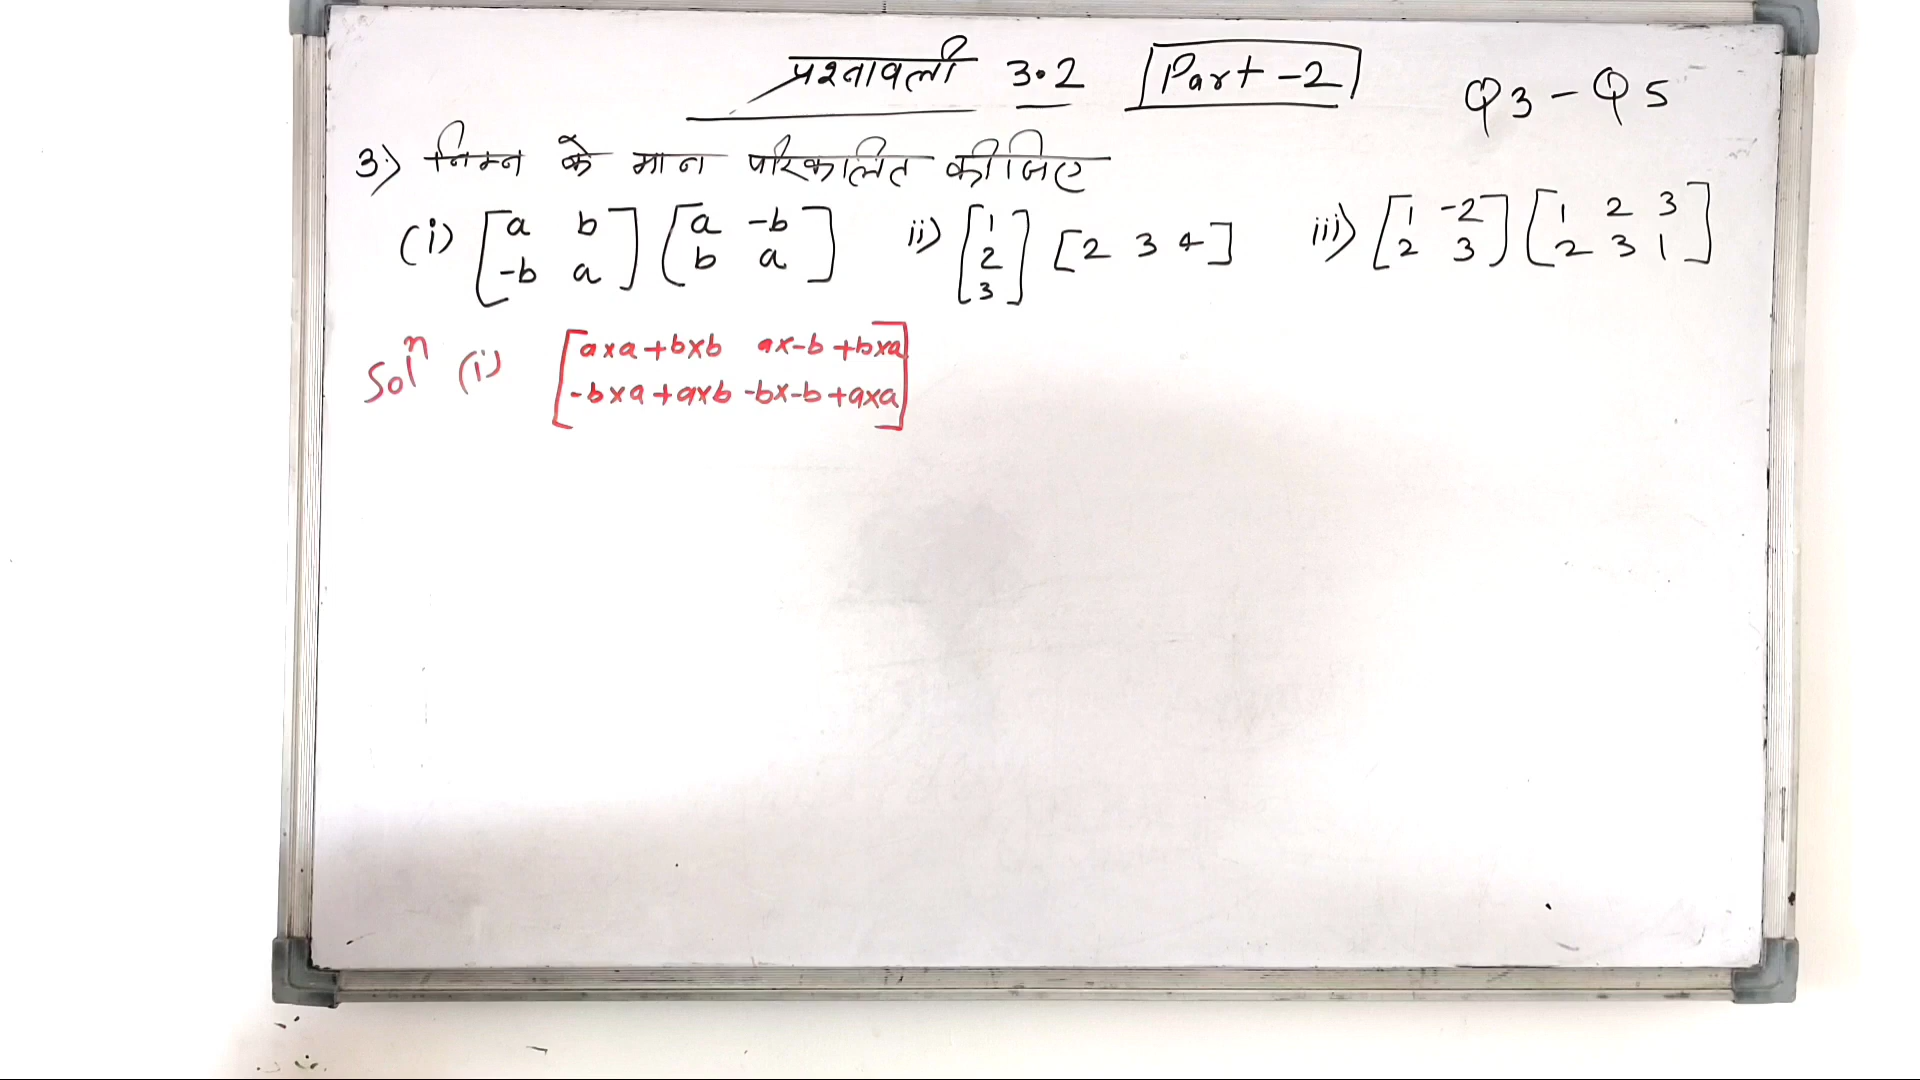 प्रश्नावली 3.2 Part-2 Q3-Q5
3) निम्न के मान परिकलित कीजिए
(i) [a b -b a] [a -b b a] ii) [1 2 3] [2 3 4] iii) [1 -2 2 3] [1 2 3 2 3 1]
Solⁿ (i) [a×a+b×b a×-b+b×a
-b×a+a×b -b×-b+a×a]